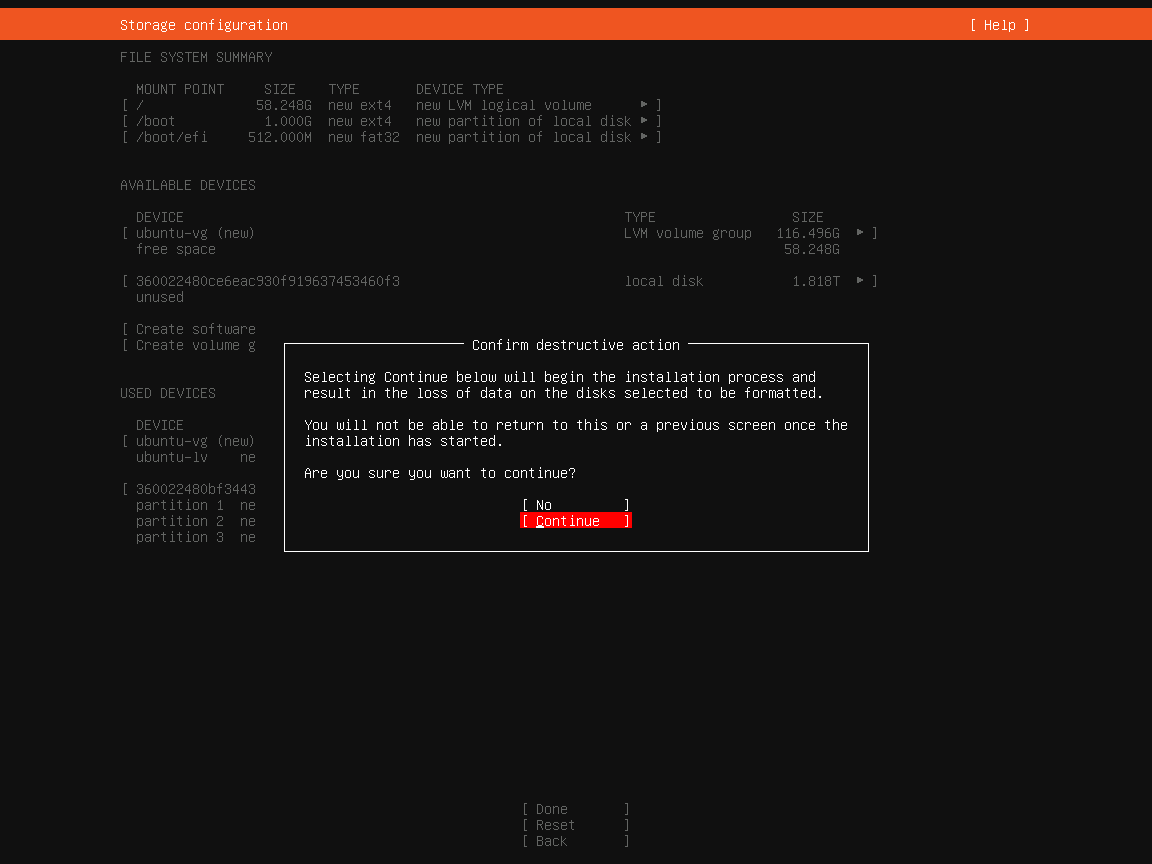 Storage configuration [ Help ]
FILE SYSTEM SUMMARY
MOUNT POINT SIZE TYPE DEVICE TYPE
[ / 58.248G new ext4 new LVM logical volume ▸ ]
[ /boot 1.000G new ext4 new partition of local disk ▸ ]
[ /boot/efi 512.000M new fat32 new partition of local disk ▸ ]
AVAILABLE DEVICES
DEVICE TYPE SIZE
[ ubuntu-vg (new) LVM volume group 116.496G ▸ ]
free space 58.248G
[ 360022480ce6eac930f919637453460f3 local disk 1.818T ▸ ]
unused
[ Create software
[ Create volume g
Confirm destructive action
Selecting Continue below will begin the installation process and
result in the loss of data on the disks selected to be formatted.
You will not be able to return to this or a previous screen once the
installation has started.
Are you sure you want to continue?
[ No ]
[ Continue ]
USED DEVICES
DEVICE
[ ubuntu-vg (new)
ubuntu-lv ne
[ 360022480bf3443
partition 1 ne
partition 2 ne
partition 3 ne
[ Done ]
[ Reset ]
[ Back ]